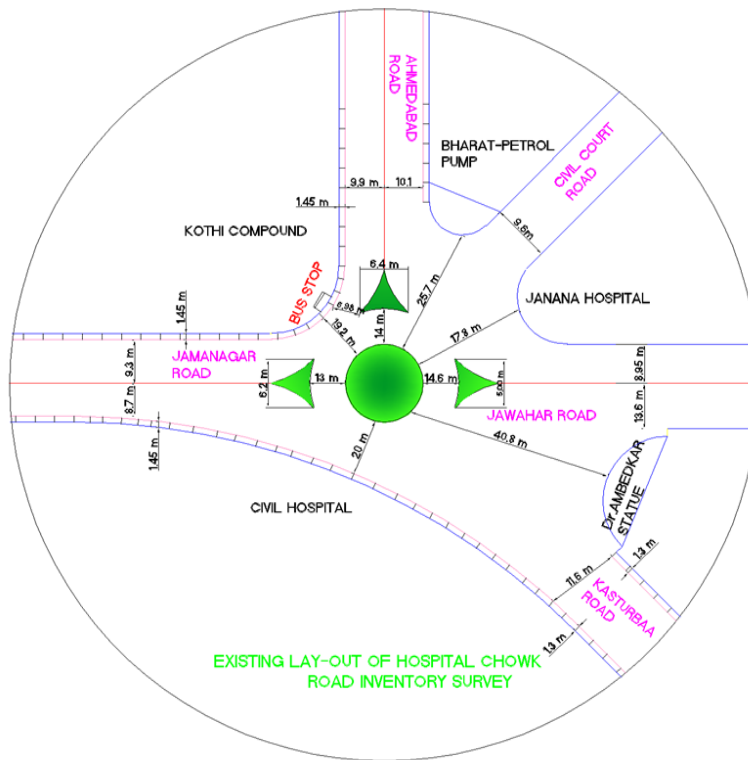 AHMEDABAD
ROAD
BHARAT-PETROL
PUMP
CIVIL COURT
ROAD
9.9 m
10.1
1.45 m
9.6m
KOTHI COMPOUND
BUS STOP
6.4 m
25.7
JANANA HOSPITAL
6.95 m
1.45 m
19.2 m
14 m
17.8 m
JAMANAGAR
ROAD
9.3 m
8.95 m
6.2 m
13 m
14.6 m
5.00 m
8.7 m
JAWAHAR ROAD
13.6 m
1.45 m
20 m
40.8 m
Dr.AMBEDKAR
STATUE
CIVIL HOSPITAL
1.3 m
11.6 m
KASTURBAA
ROAD
1.3 m
EXISTING LAY-OUT OF HOSPITAL CHOWK
ROAD INVENTORY SURVEY